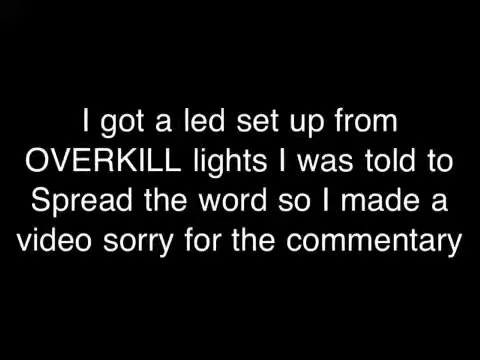 I got a led set up from
OVERKILL lights I was told to
Spread the word so I made a
video sorry for the commentary